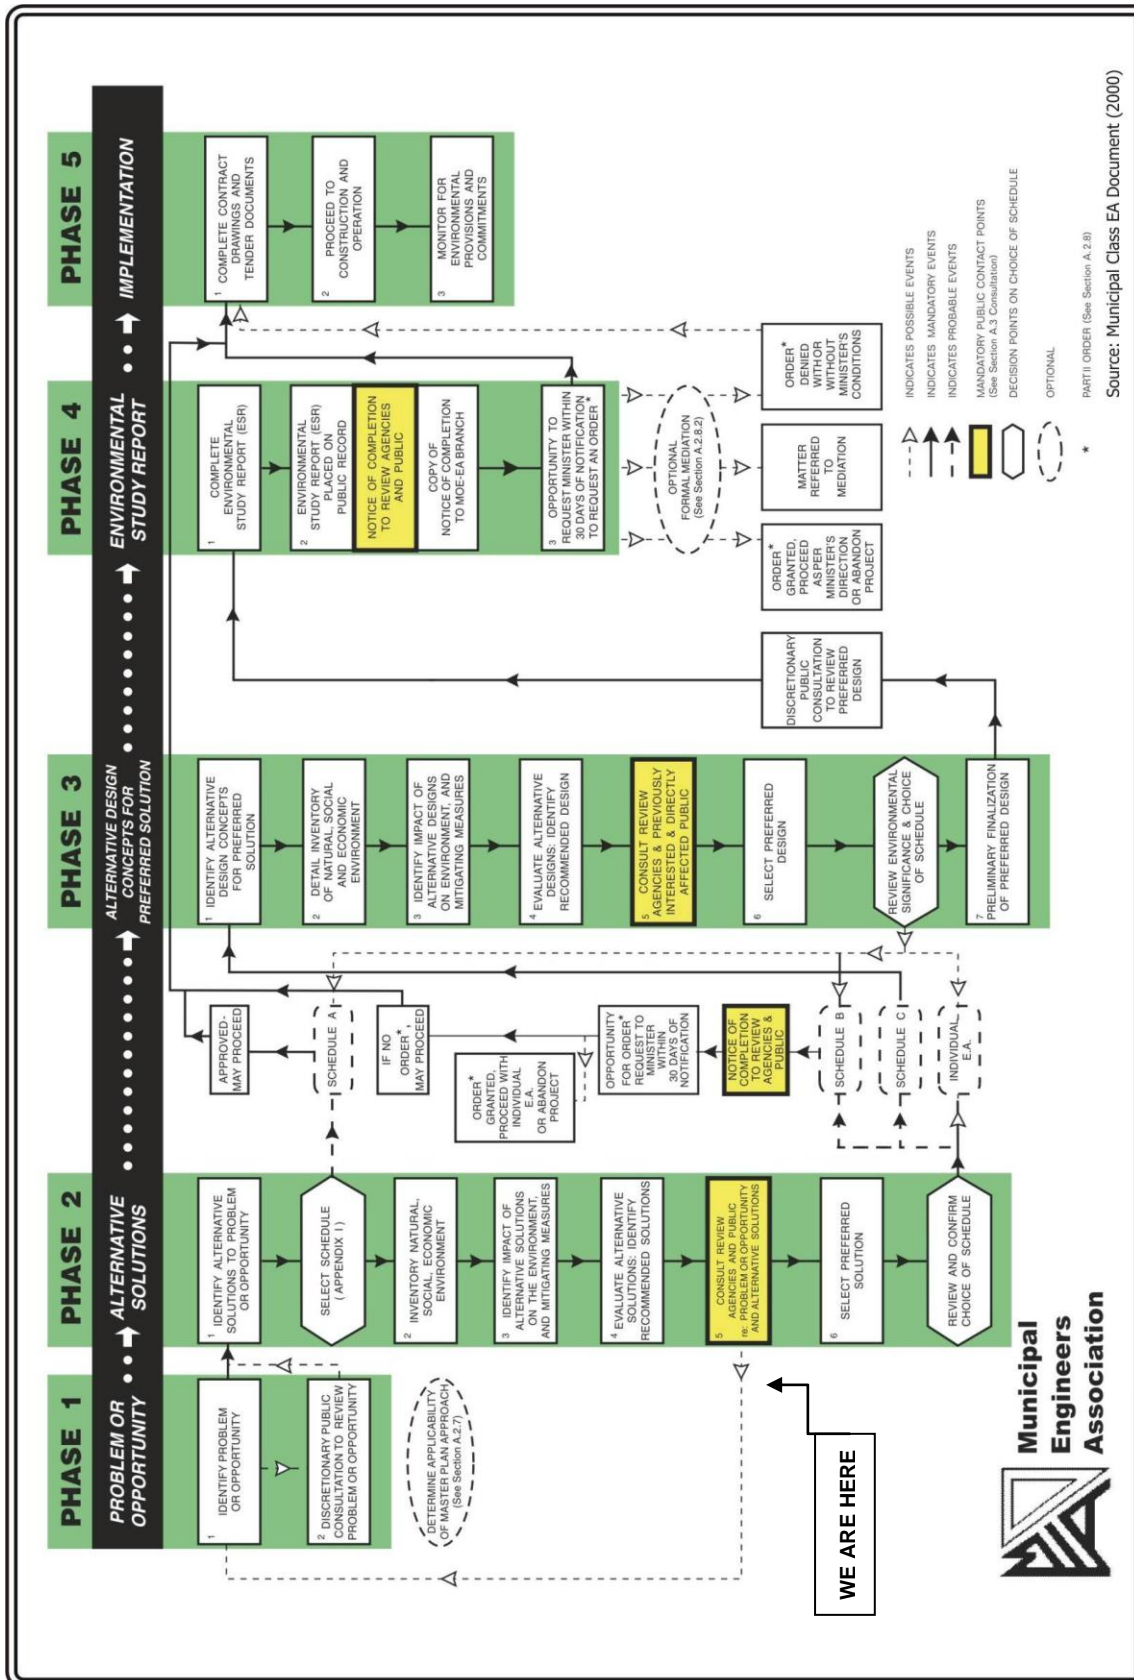 PHASE 1
PROBLEM OR
OPPORTUNITY
1
IDENTIFY PROBLEM
OR OPPORTUNITY
2 DISCRETIONARY PUBLIC
CONSULTATION TO REVIEW
PROBLEM OR OPPORTUNITY
DETERMINE APPLICABILITY
OF MASTER PLAN APPROACH
(See Section A.2.7)
PHASE 2
ALTERNATIVE
SOLUTIONS
1
IDENTIFY ALTERNATIVE
SOLUTIONS TO PROBLEM
OR OPPORTUNITY
SELECT SCHEDULE
( APPENDIX I )
2
INVENTORY NATURAL,
SOCIAL, ECONOMIC
ENVIRONMENT
3
IDENTIFY IMPACT OF
ALTERNATIVE SOLUTIONS
ON THE ENVIRONMENT,
AND MITIGATING MEASURES
4
EVALUATE ALTERNATIVE
SOLUTIONS: IDENTIFY
RECOMMENDED SOLUTIONS
5
CONSULT REVIEW
AGENCIES AND PUBLIC
re: PROBLEM OR OPPORTUNITY
AND ALTERNATIVE SOLUTIONS
6
SELECT PREFERRED
SOLUTION
REVIEW AND CONFIRM
CHOICE OF SCHEDULE
APPROVED-
MAY PROCEED
SCHEDULE A
IF NO
ORDER*,
MAY PROCEED
ORDER*
GRANTED,
PROCEED WITH
INDIVIDUAL
E.A.
OR ABANDON
PROJECT
OPPORTUNITY
FOR ORDER*
REQUEST TO
MINISTER
WITHIN
30 DAYS OF
NOTIFICATION
NOTICE OF
COMPLETION
TO REVIEW
AGENCIES &
PUBLIC
SCHEDULE B
SCHEDULE C
INDIVIDUAL
E.A.
PHASE 3
ALTERNATIVE DESIGN
CONCEPTS FOR
PREFERRED SOLUTION
1
IDENTIFY ALTERNATIVE
DESIGN CONCEPTS
FOR PREFERRED
SOLUTION
2
DETAIL INVENTORY
OF NATURAL, SOCIAL
AND ECONOMIC
ENVIRONMENT
3
IDENTIFY IMPACT OF
ALTERNATIVE DESIGNS
ON ENVIRONMENT, AND
MITIGATING MEASURES
4
EVALUATE ALTERNATIVE
DESIGNS: IDENTIFY
RECOMMENDED DESIGN
5
CONSULT REVIEW
AGENCIES & PREVIOUSLY
INTERESTED & DIRECTLY
AFFECTED PUBLIC
6
SELECT PREFERRED
DESIGN
REVIEW ENVIRONMENTAL
SIGNIFICANCE & CHOICE
OF SCHEDULE
7
PRELIMINARY FINALIZATION
OF PREFERRED DESIGN
DISCRETIONARY
PUBLIC
CONSULTATION
TO REVIEW
PREFERRED
DESIGN
PHASE 4
ENVIRONMENTAL
STUDY REPORT
1
COMPLETE
ENVIRONMENTAL
STUDY REPORT (ESR)
2
ENVIRONMENTAL
STUDY REPORT (ESR)
PLACED ON
PUBLIC RECORD
NOTICE OF COMPLETION
TO REVIEW AGENCIES
AND PUBLIC
COPY OF
NOTICE OF COMPLETION
TO MOE-EA BRANCH
3
OPPORTUNITY TO
REQUEST MINISTER WITHIN
30 DAYS OF NOTIFICATION
TO REQUEST AN ORDER*
OPTIONAL
FORMAL MEDIATION
(See Section A.2.8.2)
ORDER*
GRANTED,
PROCEED
ASPER
MINISTER'S
DIRECTION
OR ABANDON
PROJECT
MATTER
REFERRED
TO
MEDIATION
ORDER*
DENIED
WITHOR
WITHOUT
MINISTER'S
CONDITIONS
PHASE 5
IMPLEMENTATION
1
COMPLETE CONTRACT
DRAWINGS AND
TENDER DOCUMENTS
2
PROCEED TO
CONSTRUCTION AND
OPERATION
3
MONITOR FOR
ENVIRONMENTAL
PROVISIONS AND
COMMITMENTS
INDICATES POSSIBLE EVENTS
INDICATES MANDATORY EVENTS
INDICATES PROBABLE EVENTS
MANDATORY PUBLIC CONTACT POINTS
(See Section A.3 Consultation)
DECISION POINTS ON CHOICE OF SCHEDULE
OPTIONAL
* PART II ORDER (See Section A.2.8)
WE ARE HERE
Municipal
Engineers
Association
Source: Municipal Class EA Document (2000)